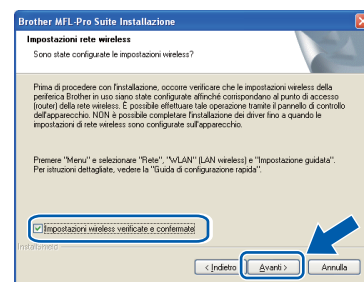 Brother MFL-Pro Suite Installazione
Impostazioni rete wireless
Sono state configurate le impostazioni wireless?
Prima di procedere con l'installazione, occorre verificare che le impostazioni wireless della
periferica Brother in uso siano state configurate affinché corrispondano al punto di accesso
(router) della rete wireless. È possibile effettuare tale operazione tramite il pannello di controllo
dell'apparecchio. NON è possibile completare l'installazione dei driver fino a quando le
impostazioni di rete wireless non sono configurate sull'apparecchio.
Premere "Menu" e selezionare "Rete", "WLAN" (LAN wireless) e "Impostazione guidata".
Per istruzioni dettagliate, vedere la "Guida di configurazione rapida".
Impostazioni wireless verificate e confermate
InstallShield
< Indietro
Avanti >
Annulla